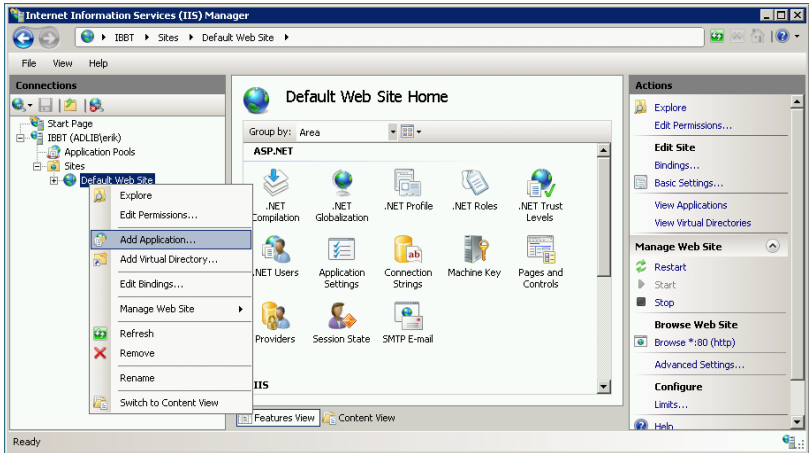 Internet Information Services (IIS) Manager
IBBT Sites Default Web Site
File View Help
Connections
Start Page
IBBT (ADLIB\erik)
Application Pools
Sites
Default Web Site
Explore
Edit Permissions...
Add Application...
Add Virtual Directory...
Edit Bindings...
Manage Web Site
Refresh
Remove
Rename
Switch to Content View
Default Web Site Home
Group by: Area
ASP.NET
.NET Compilation
.NET Globalization
.NET Profile
.NET Roles
.NET Trust Levels
.NET Users
Application Settings
Connection Strings
ab
Machine Key
Pages and Controls
Providers
Session State
SMTP E-mail
IIS
Features View Content View
Actions
Explore
Edit Permissions...
Edit Site
Bindings...
Basic Settings...
View Applications
View Virtual Directories
Manage Web Site
Restart
Start
Stop
Browse Web Site
Browse *:80 (http)
Advanced Settings...
Configure
Limits...
Help
Ready